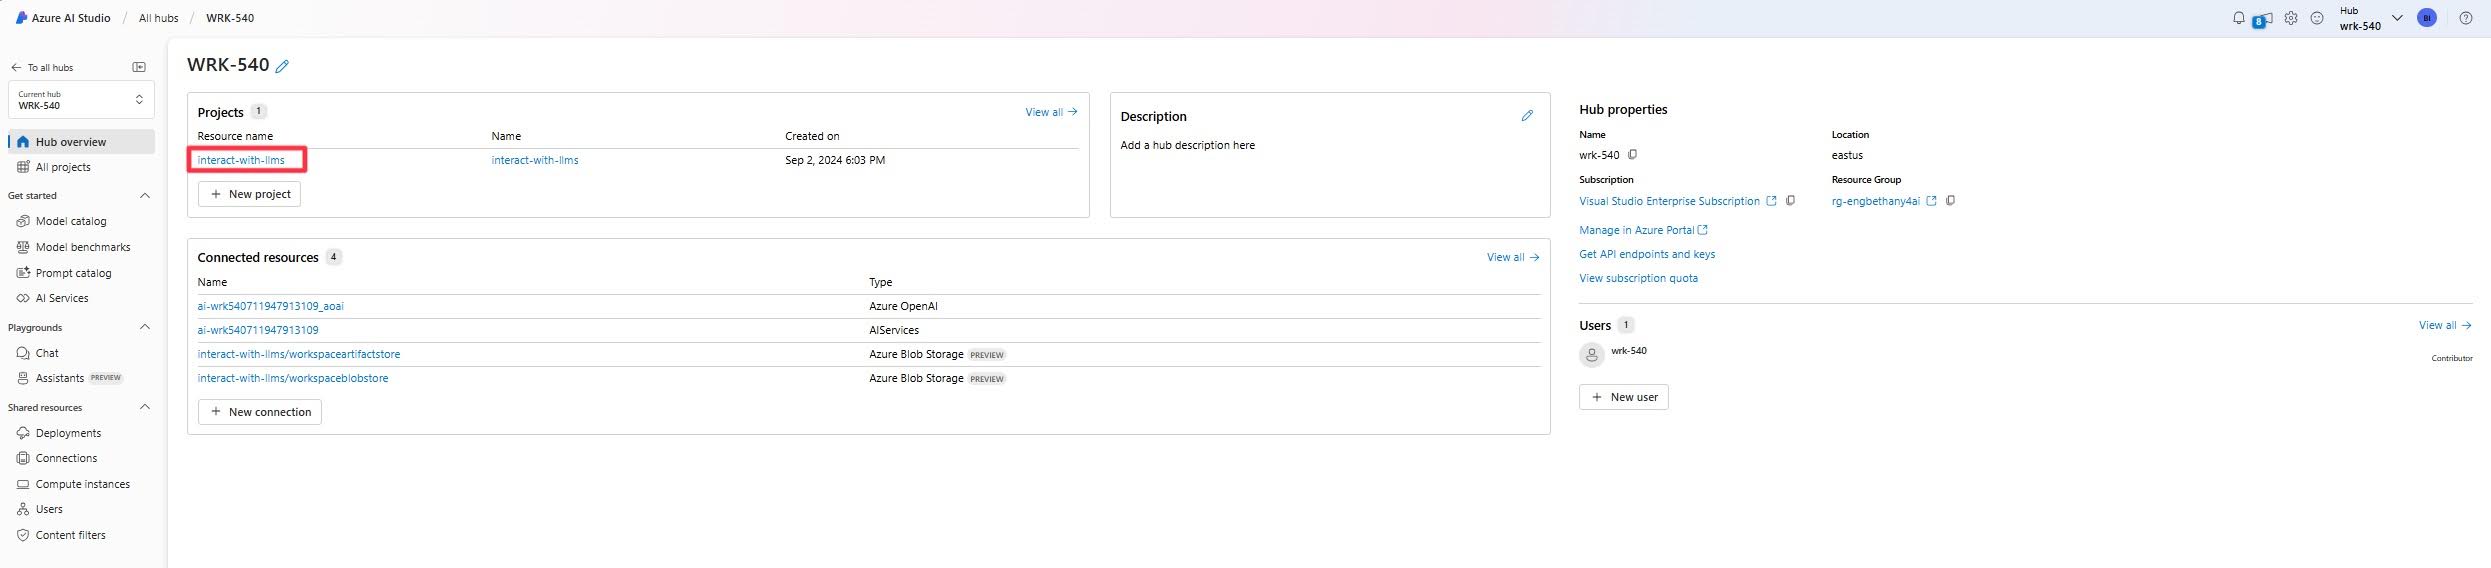 Azure AI Studio / All hubs / WRK-540
8
Hub
wrk-540
BI
To all hubs
Current hub
WRK-540
Hub overview
All projects
Get started
Model catalog
Model benchmarks
Prompt catalog
AI Services
Playgrounds
Chat
Assistants PREVIEW
Shared resources
Deployments
Connections
Compute instances
Users
Content filters
WRK-540
Projects 1 View all
Resource name Name Created on
interact-with-llms interact-with-llms Sep 2, 2024 6:03 PM
+ New project
Description
Add a hub description here
Connected resources 4 View all
Name Type
ai-wrk540711947913109_aoai Azure OpenAI
ai-wrk540711947913109 AIServices
interact-with-llms/workspaceartifactstore Azure Blob Storage PREVIEW
interact-with-llms/workspaceblobstore Azure Blob Storage PREVIEW
+ New connection
Hub properties
Name Location
wrk-540 eastus
Subscription Resource Group
Visual Studio Enterprise Subscription rg-engbethany4ai
Manage in Azure Portal
Get API endpoints and keys
View subscription quota
Users 1 View all
wrk-540
Contributor
+ New user